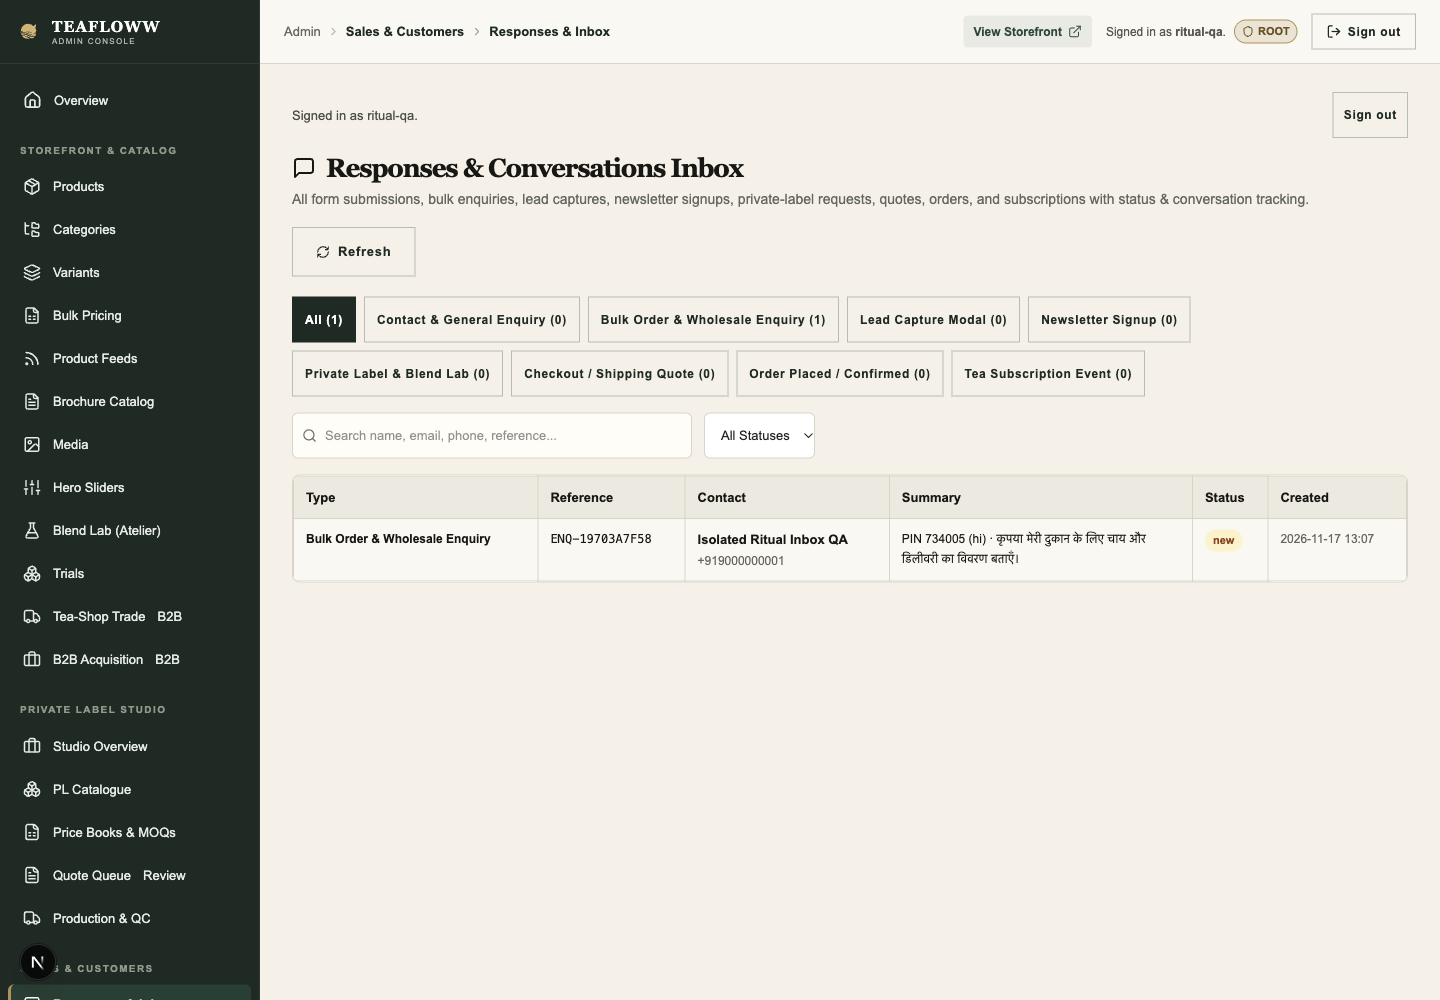 TEAFLOWW
ADMIN CONSOLE
Overview
STOREFRONT & CATALOG
Products
Categories
Variants
Bulk Pricing
Product Feeds
Brochure Catalog
Media
Hero Sliders
Blend Lab (Atelier)
Trials
Tea-Shop Trade B2B
B2B Acquisition B2B
PRIVATE LABEL STUDIO
Studio Overview
PL Catalogue
Price Books & MOQs
Quote Queue Review
Production & QC
& CUSTOMERS
Admin > Sales & Customers > Responses & Inbox
View Storefront
Signed in as ritual-qa.
ROOT
Sign out
Signed in as ritual-qa.
Sign out
Responses & Conversations Inbox
All form submissions, bulk enquiries, lead captures, newsletter signups, private-label requests, quotes, orders, and subscriptions with status & conversation tracking.
Refresh
All (1) Contact & General Enquiry (0) Bulk Order & Wholesale Enquiry (1) Lead Capture Modal (0) Newsletter Signup (0)
Private Label & Blend Lab (0) Checkout / Shipping Quote (0) Order Placed / Confirmed (0) Tea Subscription Event (0)
Search name, email, phone, reference... All Statuses
Type Reference Contact Summary Status Created
Bulk Order & Wholesale Enquiry ENQ-19703A7F58 Isolated Ritual Inbox QA PIN 734005 (hi) · कृपया मेरी दुकान के लिए चाय और new 2026-11-17 13:07
+919000000001 डिलीवरी का विवरण बताएँ।